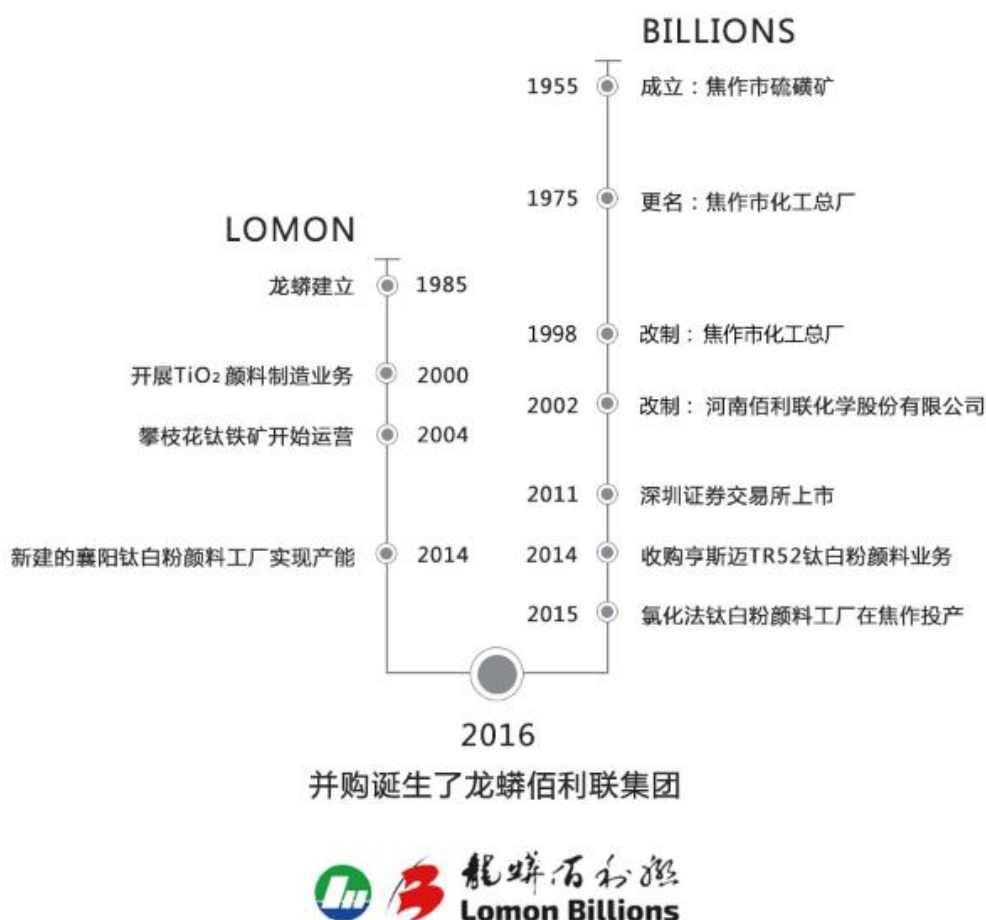 BILLIONS
1955 成立：焦作市硫磺矿
1975 更名：焦作市化工总厂
LOMON
龙蟒建立 1985
1998 改制：焦作市化工总厂
开展TiO₂ 颜料制造业务 2000
2002 改制：河南佰利联化学股份有限公司
攀枝花钛铁矿开始运营 2004
2011 深圳证券交易所上市
新建的襄阳钛白粉颜料工厂实现产能 2014
2014 收购亨斯迈TR52钛白粉颜料业务
2015 氯化法钛白粉颜料工厂在焦作投产
2016
并购诞生了龙蟒佰利联集团
龍蟒佰利聯
Lomon Billions